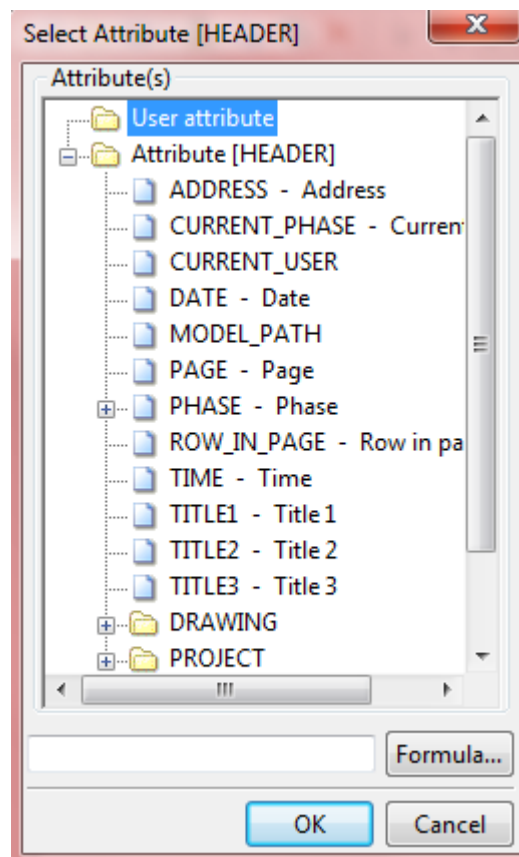 Select Attribute [HEADER]
Attribute(s)
User attribute
Attribute [HEADER]
ADDRESS - Address
CURRENT_PHASE - Curren
CURRENT_USER
DATE - Date
MODEL_PATH
PAGE - Page
PHASE - Phase
ROW_IN_PAGE - Row in pa
TIME - Time
TITLE1 - Title 1
TITLE2 - Title 2
TITLE3 - Title 3
DRAWING
PROJECT
Formula...
OK Cancel